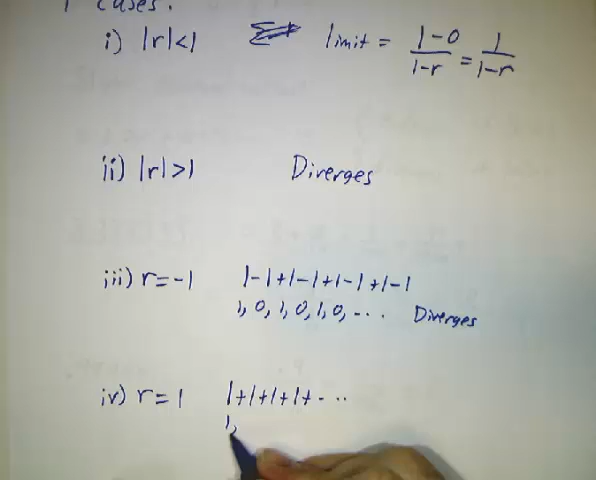 cases.
i) |r|<1 ⟺ limit = (1-0)/(1-r) = 1/(1-r)
ii) |r|>1 Diverges
iii) r=-1 1-1+1-1+1-1+1-1
1, 0, 1, 0, 1, 0, ... Diverges
iv) r=1 1+1+1+1+...
1,